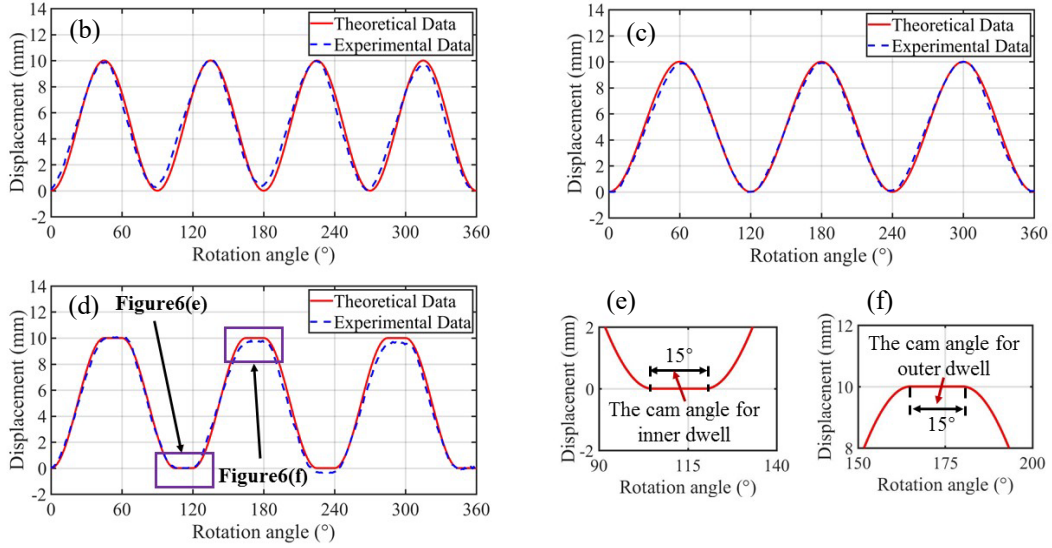 (b)
Theoretical Data
Experimental Data
Displacement (mm)
14
12
10
8
6
4
2
0
-2
0 60 120 180 240 300 360
Rotation angle (°)
(c)
Theoretical Data
Experimental Data
Displacement (mm)
14
12
10
8
6
4
2
0
-2
0 60 120 180 240 300 360
Rotation angle (°)
(d)
Figure6(e)
Theoretical Data
Experimental Data
Figure6(f)
Displacement (mm)
14
12
10
8
6
4
2
0
-2
0 60 120 180 240 300 360
Rotation angle (°)
(e)
Displacement (mm)
2
0
-2
15°
The cam angle for
inner dwell
90 115 140
Rotation angle (°)
(f)
Displacement (mm)
12
10
8
The cam angle for
outer dwell
15°
150 175 200
Rotation angle (°)